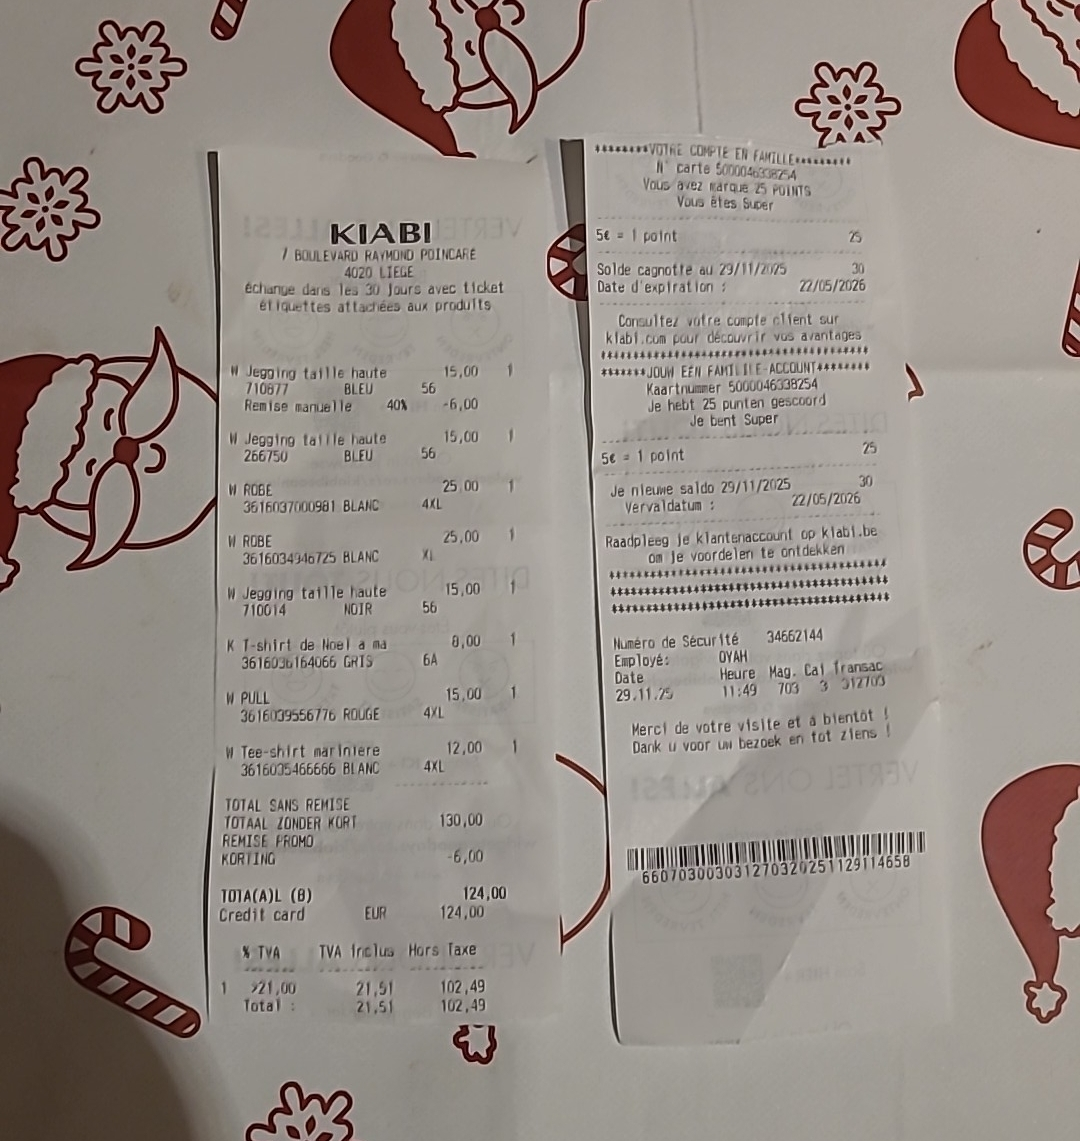 KIABI
7 BOULEVARD RAYMOND POINCARE
4020 LIEGE
échange dans les 30 jours avec ticket
étiquettes attachées aux produits
W Jegging taille haute 15,00 1
710877 BLEU 56
Remise manuelle 40% -6,00
W Jegging taille haute 15,00 1
266750 BLEU 56
W ROBE 25,00 1
3616037000981 BLANC 4XL
W ROBE 25,00 1
3616034946725 BLANC XL
W Jegging taille haute 15,00 1
710014 NOIR 56
K T-shirt de Noel a ma 8,00 1
3616036164066 GRIS 6A
W PULL 15,00 1
3616039556776 ROUGE 4XL
W Tee-shirt mariniere 12,00 1
3616035466666 BLANC 4XL
TOTAL SANS REMISE
TOTAAL ZONDER KORT 130,00
REMISE PROMO
KORTING -6,00
TOTA(A)L (8) 124,00
Credit card EUR 124,00
% TVA TVA Inclus Hors Taxe
1 >21,00 21,51 102,49
Total : 21,51 102,49
********VOTRE COMPTE EN FAMILLE********
N° carte 5000046338254
Vous avez marque 25 POINTS
Vous êtes Super
5€ = 1 point 25
Solde cagnotte au 29/11/2025 30
Date d'expiration : 22/05/2026
Consultez votre compte client sur
kiabi.com pour découvrir vos avantages
***************************************
*******JOUW EEN FAMILILE-ACCOUNT********
Kaartnummer 5000046338254
Je hebt 25 punten gescoord
Je bent Super
5€ = 1 point 25
Je nieuwe saldo 29/11/2025 30
Vervaldatum : 22/05/2026
Raadpleeg je klantenaccount op kiabi.be
om je voordelen te ontdekken
****************************************
****************************************
****************************************
Numéro de Sécurité 34662144
Employé: OYAH
Date Heure Mag. Cai Transac
29.11.25 11:49 703 3 312703
Merci de votre visite et à bientôt !
Dank u voor uw bezoek en tot ziens !
660703003031270320251129114658